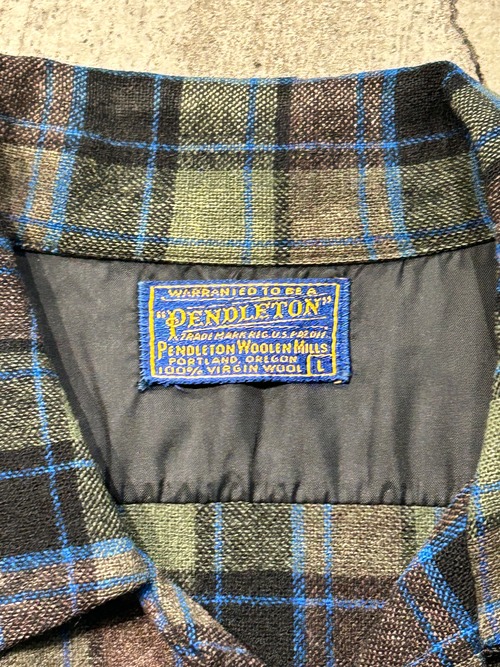 WARRANTED TO BE A
"PENDLETON"
TRADE MARK REG. U.S. PAT. OFF.
PENDLETON WOOLEN MILLS
PORTLAND, OREGON
100% VIRGIN WOOL L